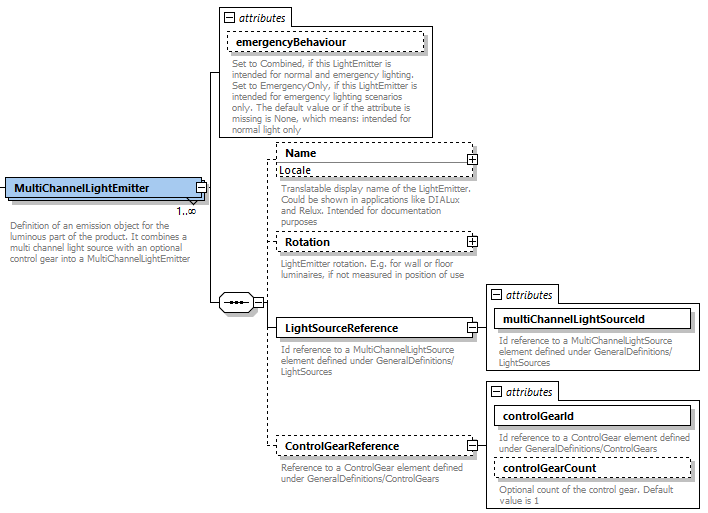 attributes
emergencyBehaviour
Set to Combined, if this LightEmitter is
intended for normal and emergency lighting.
Set to EmergencyOnly, if this LightEmitter is
intended for emergency lighting scenarios
only. The default value or if the attribute is
missing is None, which means: intended for
normal light only
MultiChannelLightEmitter
1..∞
Definition of an emission object for the
luminous part of the product. It combines a
multi channel light source with an optional
control gear into a MultiChannelLightEmitter
Name
Locale
Translatable display name of the LightEmitter.
Could be shown in applications like DIALux
and Relux. Intended for documentation
purposes
Rotation
LightEmitter rotation. E.g. for wall or floor
luminaires, if not measured in position of use
LightSourceReference
Id reference to a MultiChannelLightSource
element defined under GeneralDefinitions/
LightSources
attributes
multiChannelLightSourceId
Id reference to a MultiChannelLightSource
element defined under GeneralDefinitions/
LightSources
ControlGearReference
Reference to a ControlGear element defined
under GeneralDefinitions/ControlGears
attributes
controlGearId
Id reference to a ControlGear element defined
under GeneralDefinitions/ControlGears
controlGearCount
Optional count of the control gear. Default
value is 1